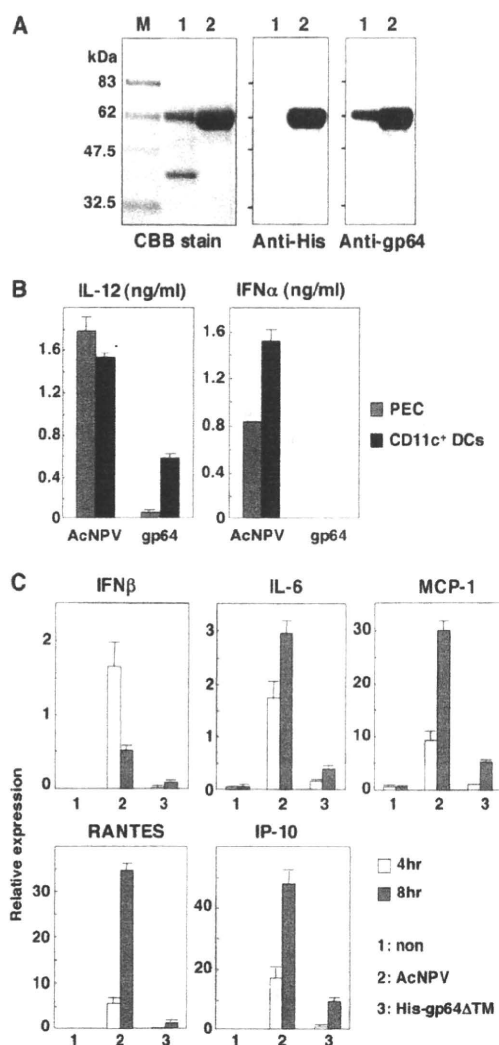 A
M 1 2 1 2 1 2
kDa
83
62
47.5
32.5
CBB stain Anti-His Anti-gp64
B
IL-12 (ng/ml) IFNα (ng/ml)
1.6 1.6
1.2 1.2
0.8 0.8
0.4 0.4
0 0
AcNPV gp64 AcNPV gp64
PEC
CD11c⁺ DCs
C
IFNβ IL-6 MCP-1
2 3 30
2 20
1 1 10
0 0 0
1 2 3 1 2 3 1 2 3
RANTES IP-10
Relative expression
30 40
20 20
10
0 0
1 2 3 1 2 3
4hr
8hr
1: non
2: AcNPV
3: His-gp64ΔTM